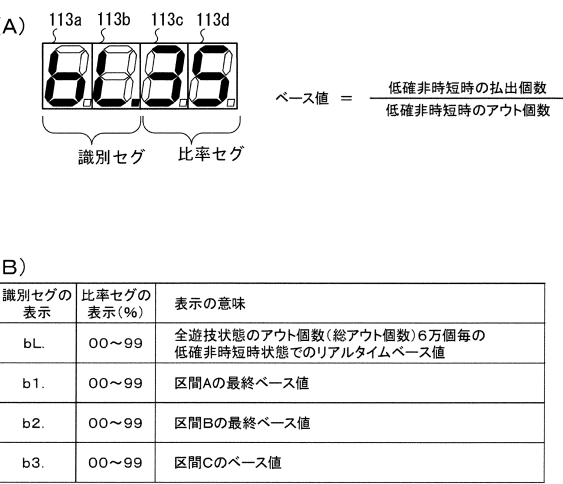 (A)
113a 113b 113c 113d
bL.35
識別セグ 比率セグ
ベース値 = 低確非時短時の払出個数
低確非時短時のアウト個数
B)
識別セグの表示 比率セグの表示(%) 表示の意味
bL. 00〜99 全遊技状態のアウト個数(総アウト個数)6万個毎の
低確非時短時状態でのリアルタイムベース値
b1. 00〜99 区間Aの最終ベース値
b2. 00〜99 区間Bの最終ベース値
b3. 00〜99 区間Cのベース値